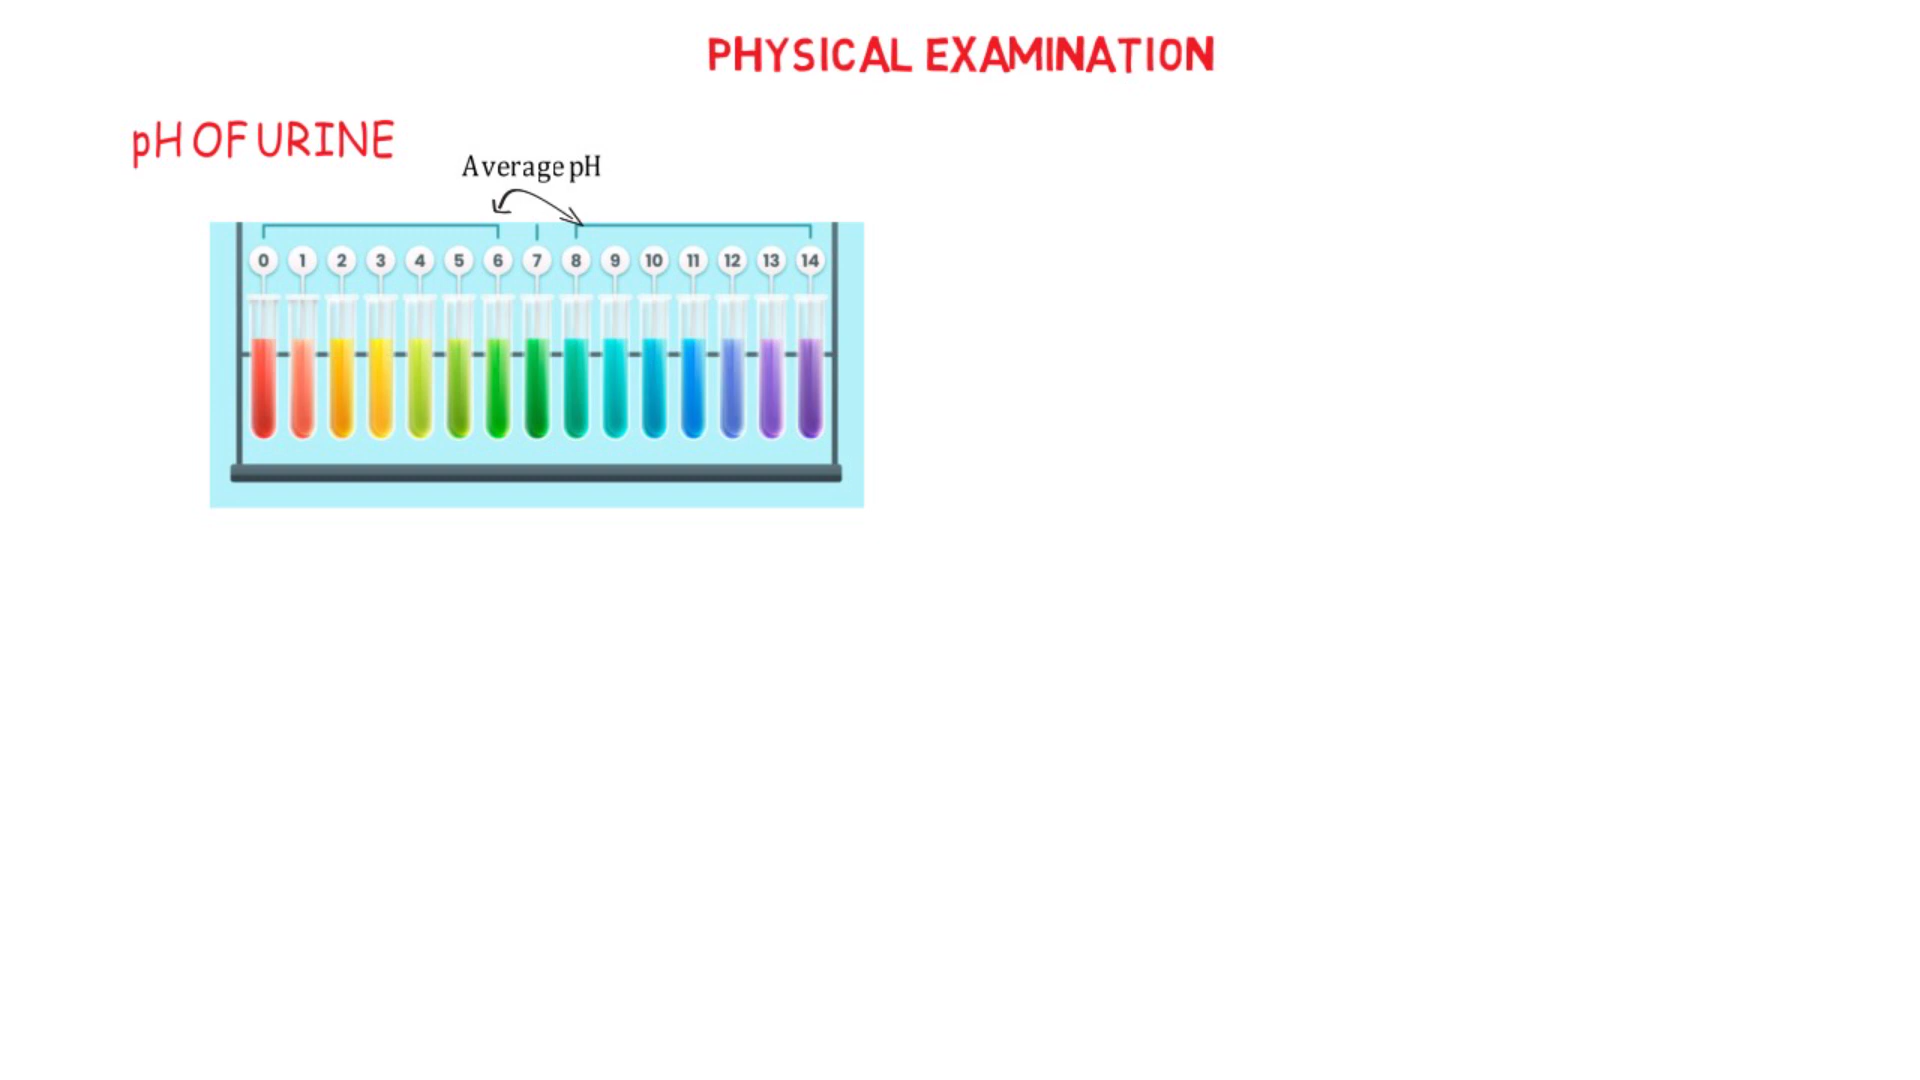 PHYSICAL EXAMINATION
pH OF URINE
Average pH
0 1 2 3 4 5 6 7 8 9 10 11 12 13 14